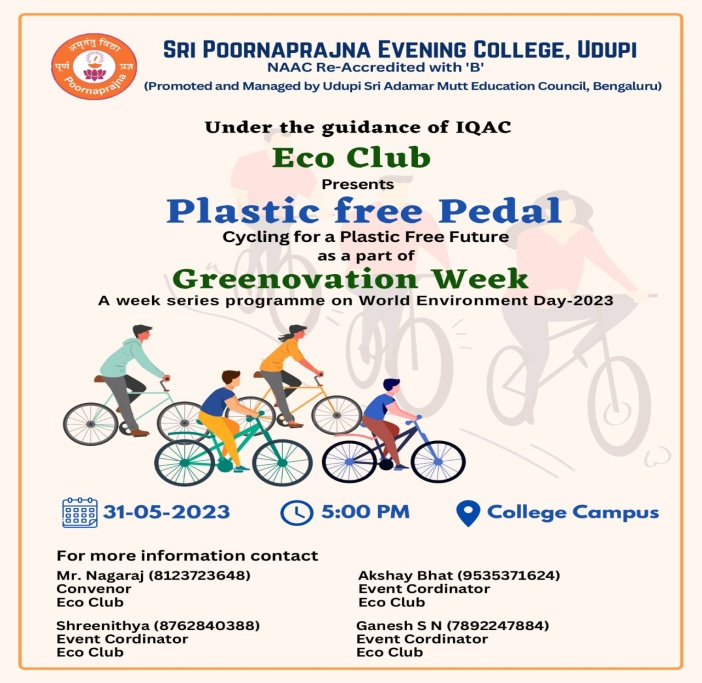 अमृतंतु विद्या
पूर्ण प्रज्ञ
Poornaprajna
SRI POORNAPRAJNA EVENING COLLEGE, UDUPI
NAAC Re-Accredited with 'B'
(Promoted and Managed by Udupi Sri Adamar Mutt Education Council, Bengaluru)
Under the guidance of IQAC
Eco Club
Presents
Plastic free Pedal
Cycling for a Plastic Free Future
as a part of
Greenovation Week
A week series programme on World Environment Day-2023
31-05-2023 5:00 PM College Campus
For more information contact
Mr. Nagaraj (8123723648)
Convenor
Eco Club
Akshay Bhat (9535371624)
Event Cordinator
Eco Club
Shreenithya (8762840388)
Event Cordinator
Eco Club
Ganesh S N (7892247884)
Event Cordinator
Eco Club